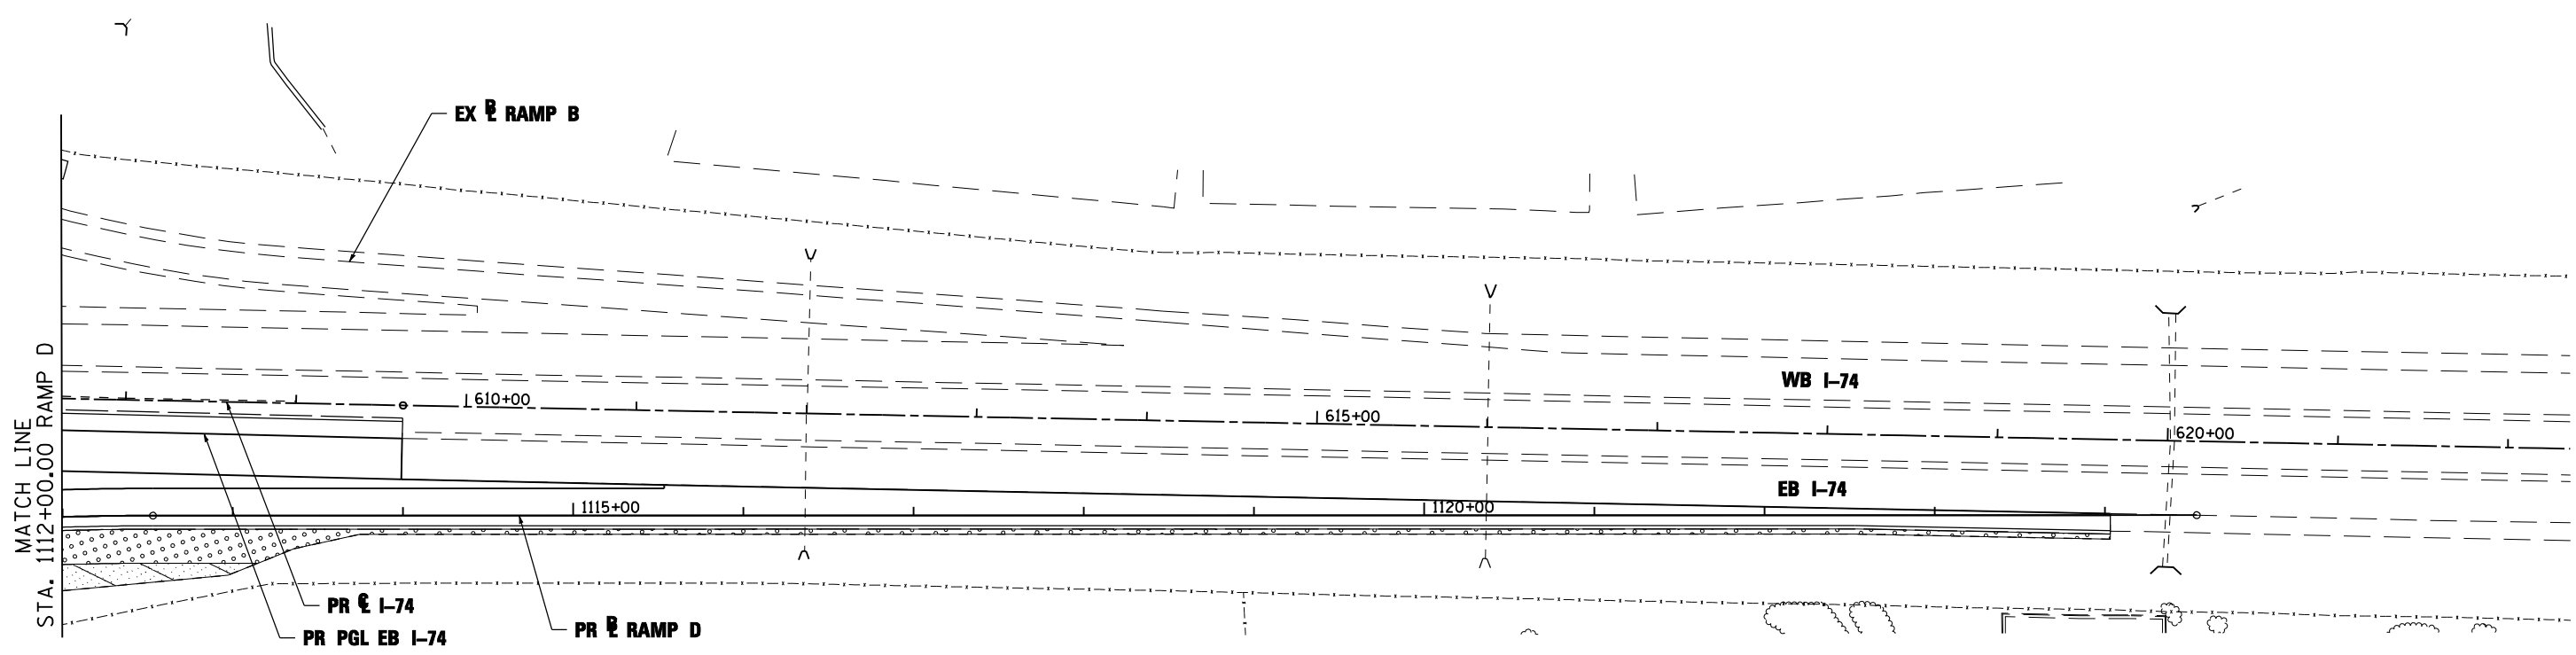 EX ⅊ RAMP B
WB I-74
610+00
615+00
620+00
EB I-74
1115+00
1120+00
MATCH LINE
STA. 1112+00.00 RAMP D
PR ℄ I-74
PR PGL EB I-74
PR ⅊ RAMP D